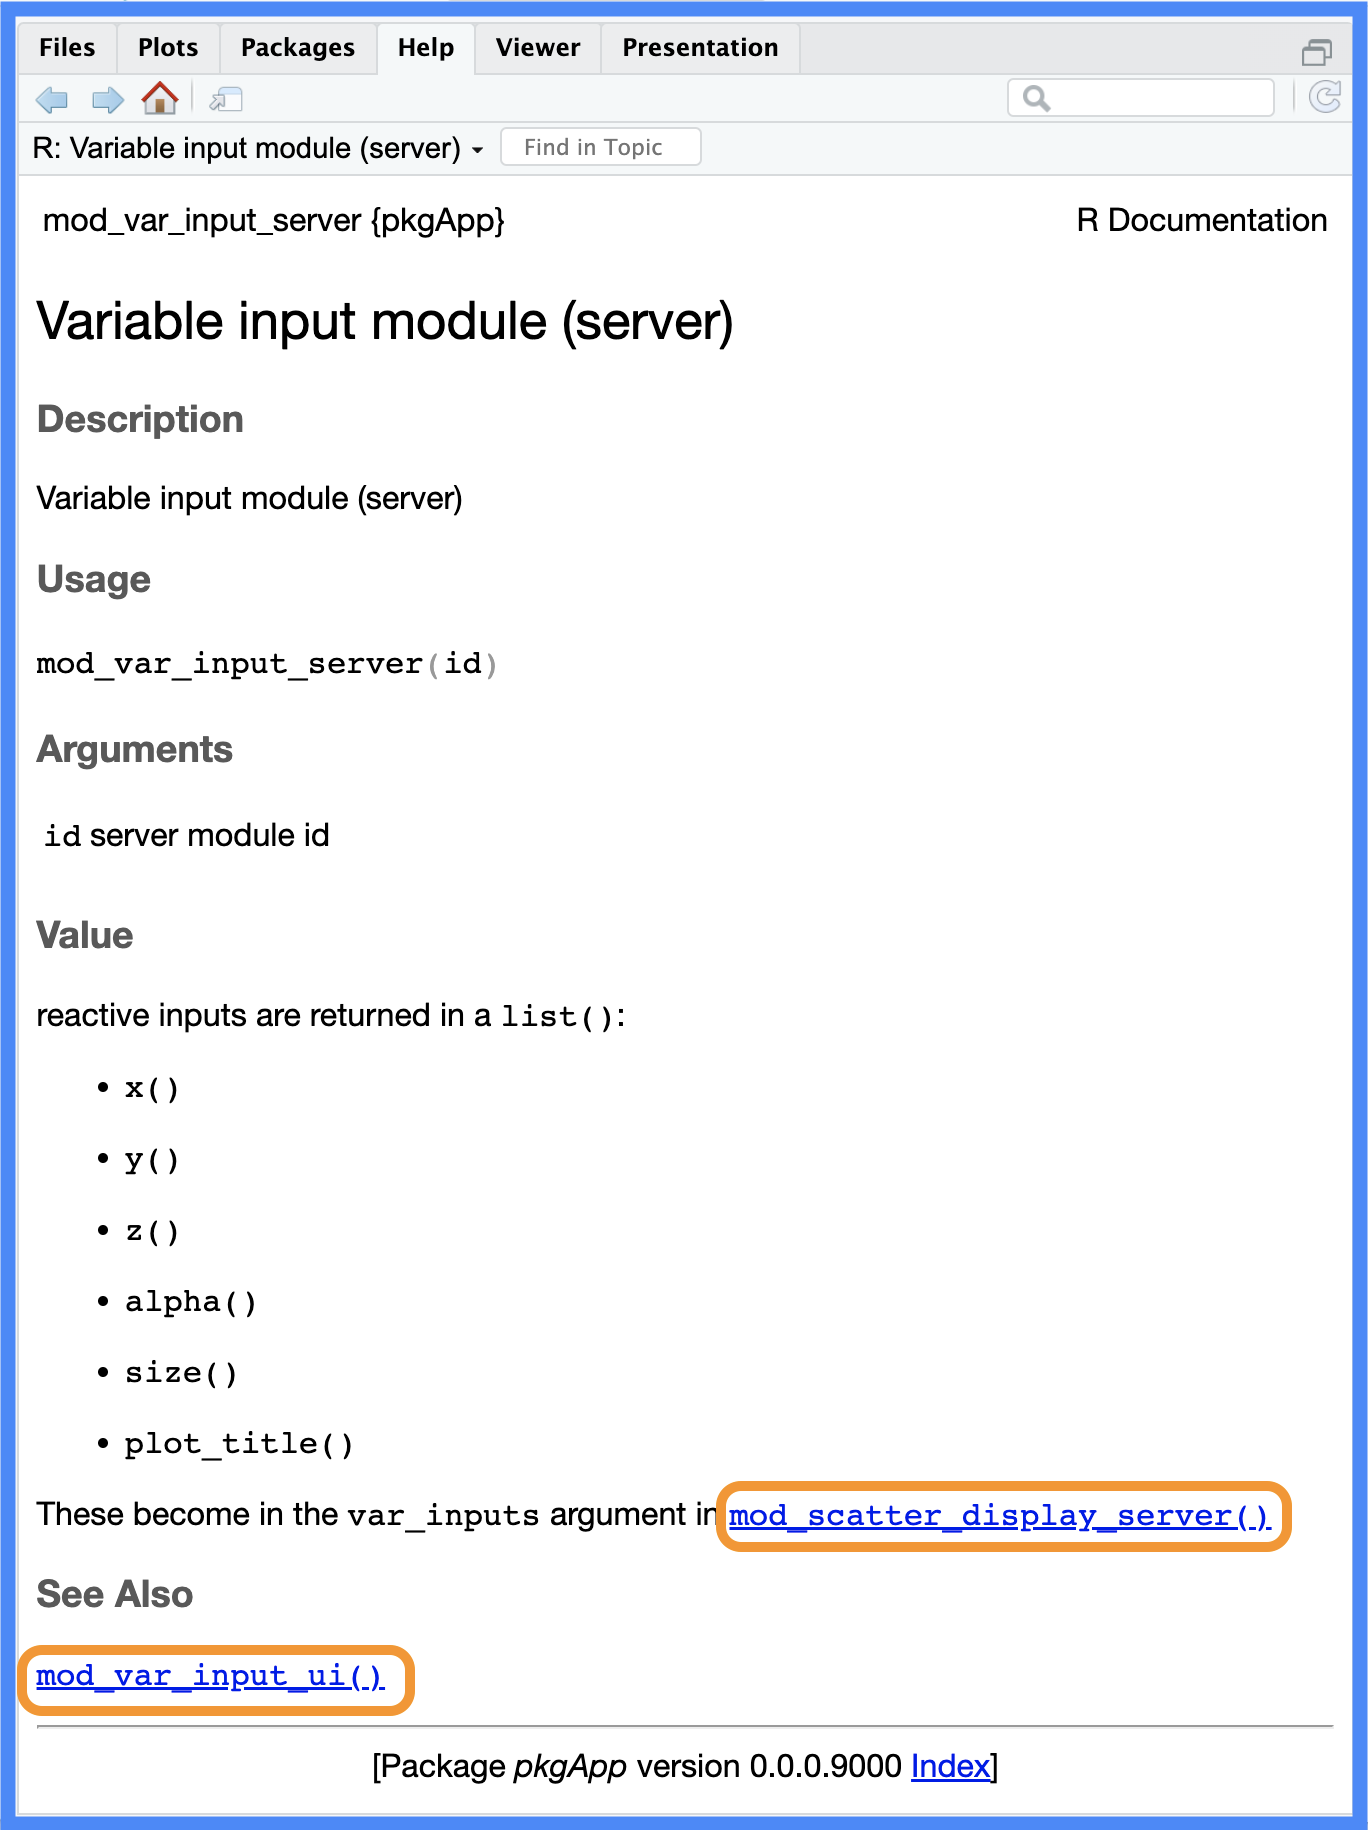 Files Plots Packages Help Viewer Presentation
R: Variable input module (server) Find in Topic
mod_var_input_server {pkgApp} R Documentation
Variable input module (server)
Description
Variable input module (server)
Usage
mod_var_input_server(id)
Arguments
id server module id
Value
reactive inputs are returned in a list():
• x()
• y()
• z()
• alpha()
• size()
• plot_title()
These become in the var_inputs argument in mod_scatter_display_server()
See Also
mod_var_input_ui()
[Package pkgApp version 0.0.0.9000 Index]